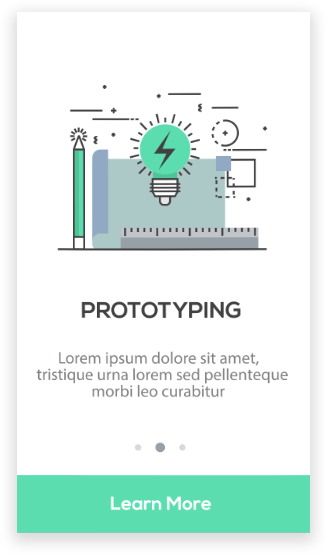 PROTOTYPING
Lorem ipsum dolore sit amet,
tristique urna lorem sed pellenteque
morbi leo curabitur
Learn More